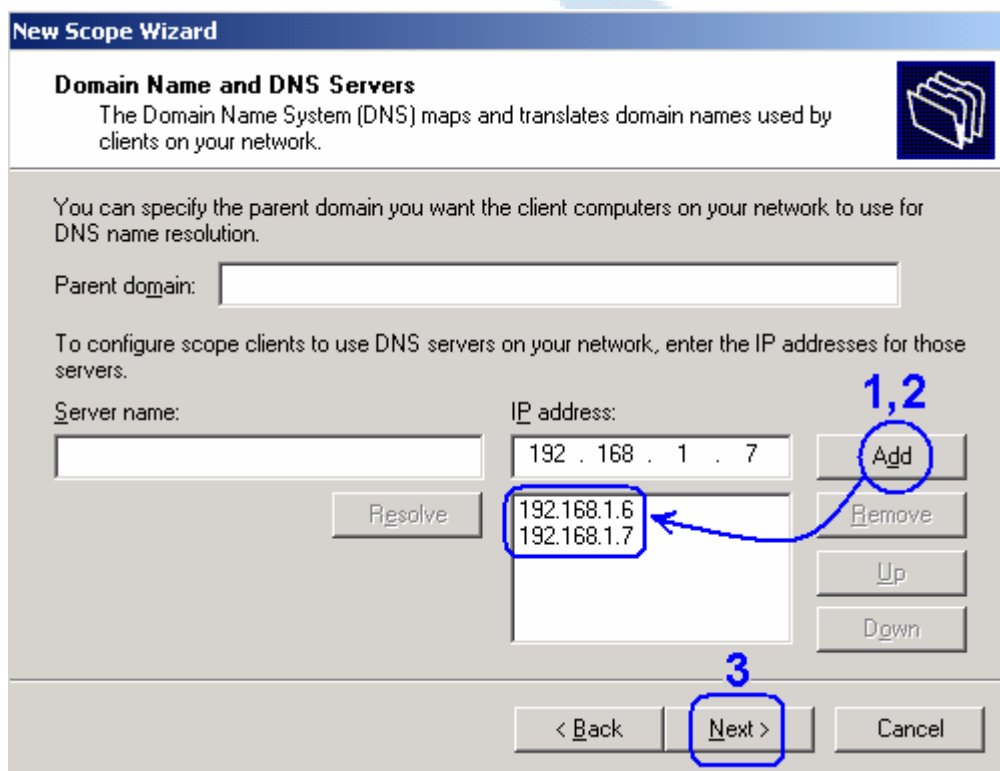 New Scope Wizard
Domain Name and DNS Servers
The Domain Name System (DNS) maps and translates domain names used by
clients on your network.
You can specify the parent domain you want the client computers on your network to use for
DNS name resolution.
Parent domain:
To configure scope clients to use DNS servers on your network, enter the IP addresses for those
servers.
1,2
Server name:
IP address:
192 . 168 . 1 . 7
Add
Resolve
192.168.1.6
192.168.1.7
Remove
Up
Down
3
< Back
Next >
Cancel